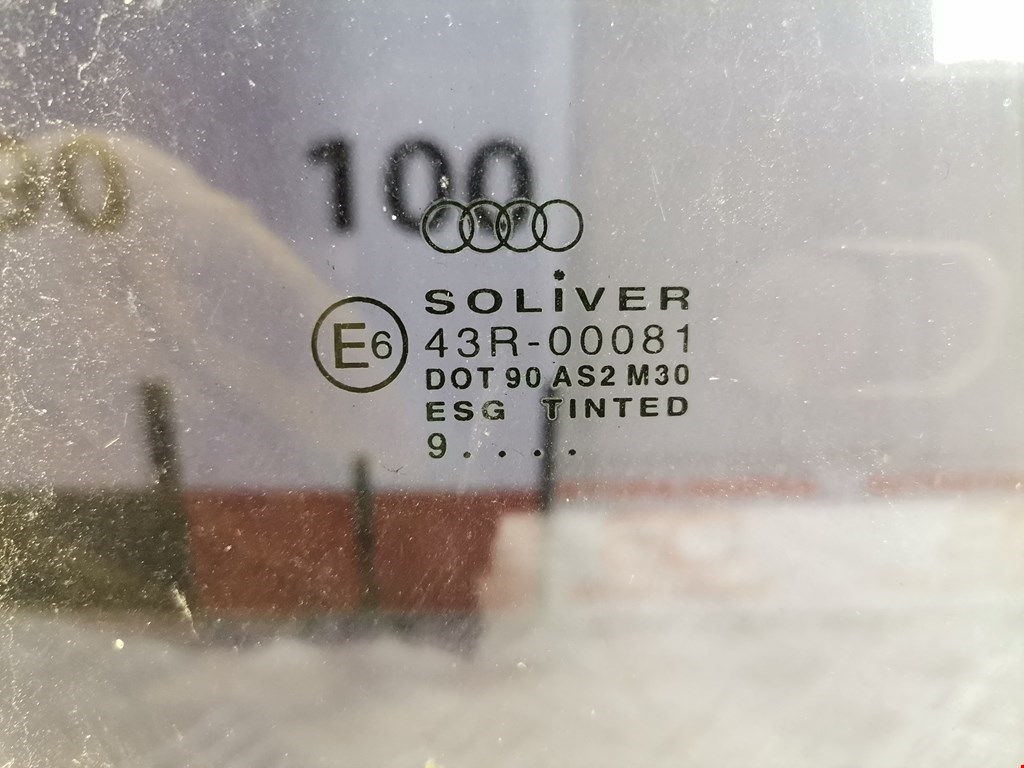 100
SOLiVER
E6 43R-00081
DOT 90 AS2 M30
ESG TINTED
9 . . . .